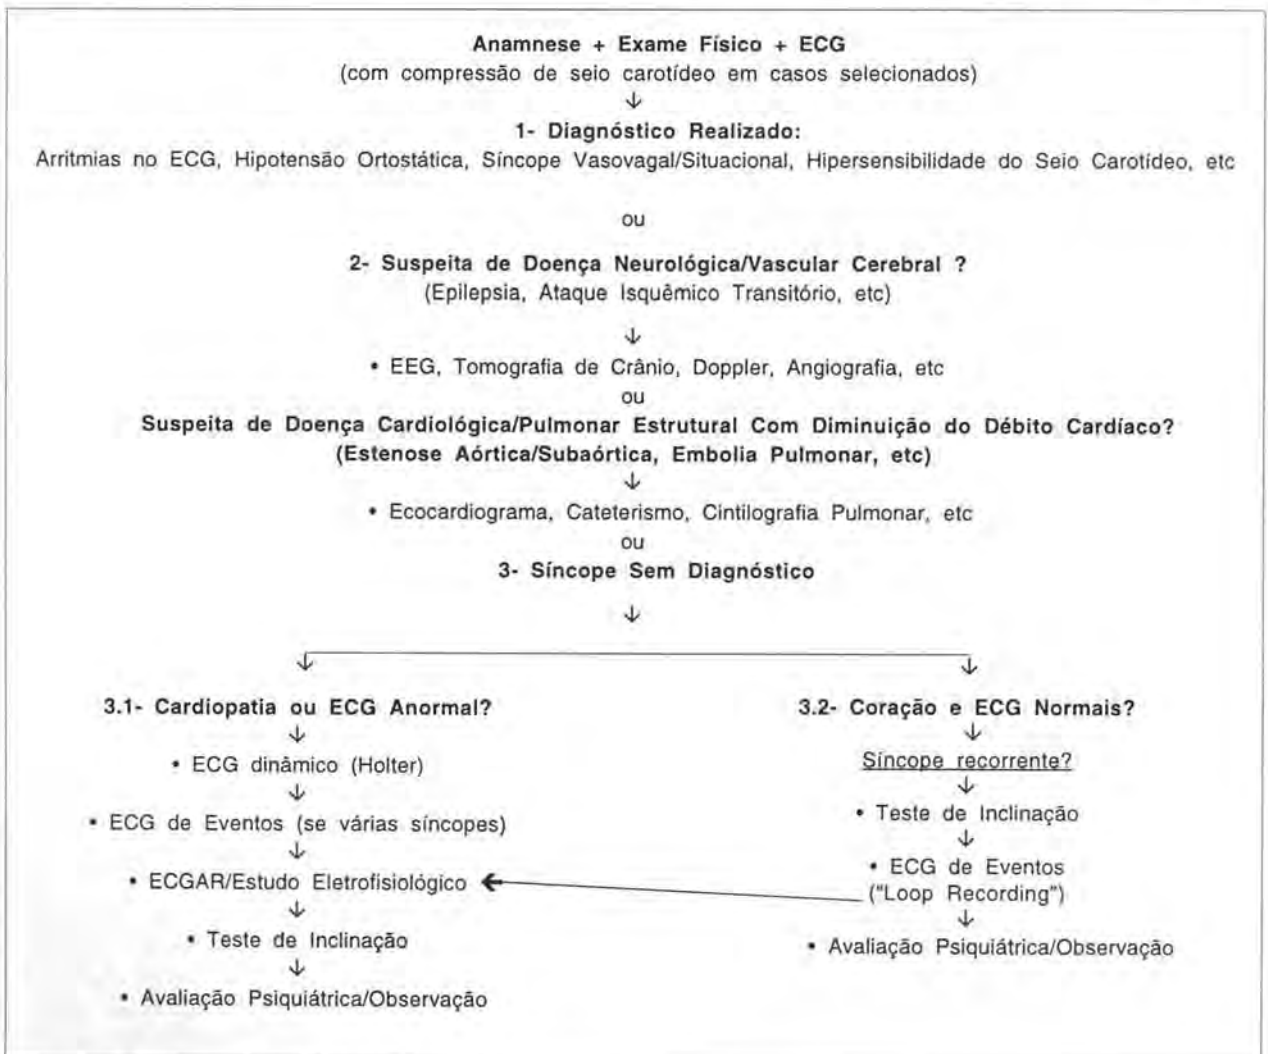 Anamnese + Exame Físico + ECG
(com compressão de seio carotídeo em casos selecionados)
↓
1- Diagnóstico Realizado:
Arritmias no ECG, Hipotensão Ortostática, Síncope Vasovagal/Situacional, Hipersensibilidade do Seio Carotídeo, etc
ou
2- Suspeita de Doença Neurológica/Vascular Cerebral ?
(Epilepsia, Ataque Isquêmico Transitório, etc)
↓
• EEG, Tomografia de Crânio, Doppler, Angiografia, etc
ou
Suspeita de Doença Cardiológica/Pulmonar Estrutural Com Diminuição do Débito Cardíaco?
(Estenose Aórtica/Subaórtica, Embolia Pulmonar, etc)
↓
• Ecocardiograma, Cateterismo, Cintilografia Pulmonar, etc
ou
3- Síncope Sem Diagnóstico
↓
↓
3.1- Cardiopatia ou ECG Anormal?
↓
• ECG dinâmico (Holter)
↓
• ECG de Eventos (se várias síncopes)
↓
• ECGAR/Estudo Eletrofisiológico
↓
• Teste de Inclinação
↓
• Avaliação Psiquiátrica/Observação
↓
3.2- Coração e ECG Normais?
↓
Síncope recorrente?
↓
• Teste de Inclinação
↓
• ECG de Eventos
("Loop Recording")
↓
• Avaliação Psiquiátrica/Observação